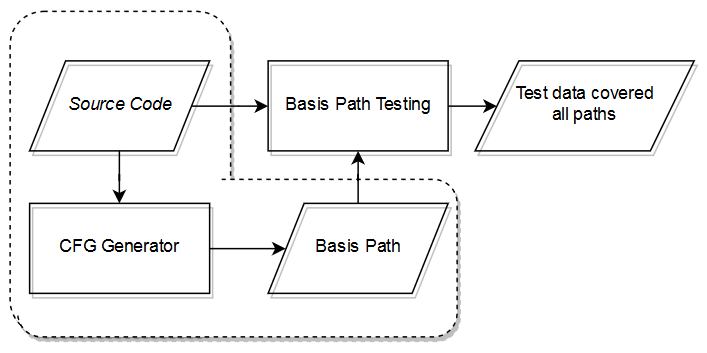 Source Code
Basis Path Testing
Test data covered
all paths
CFG Generator
Basis Path